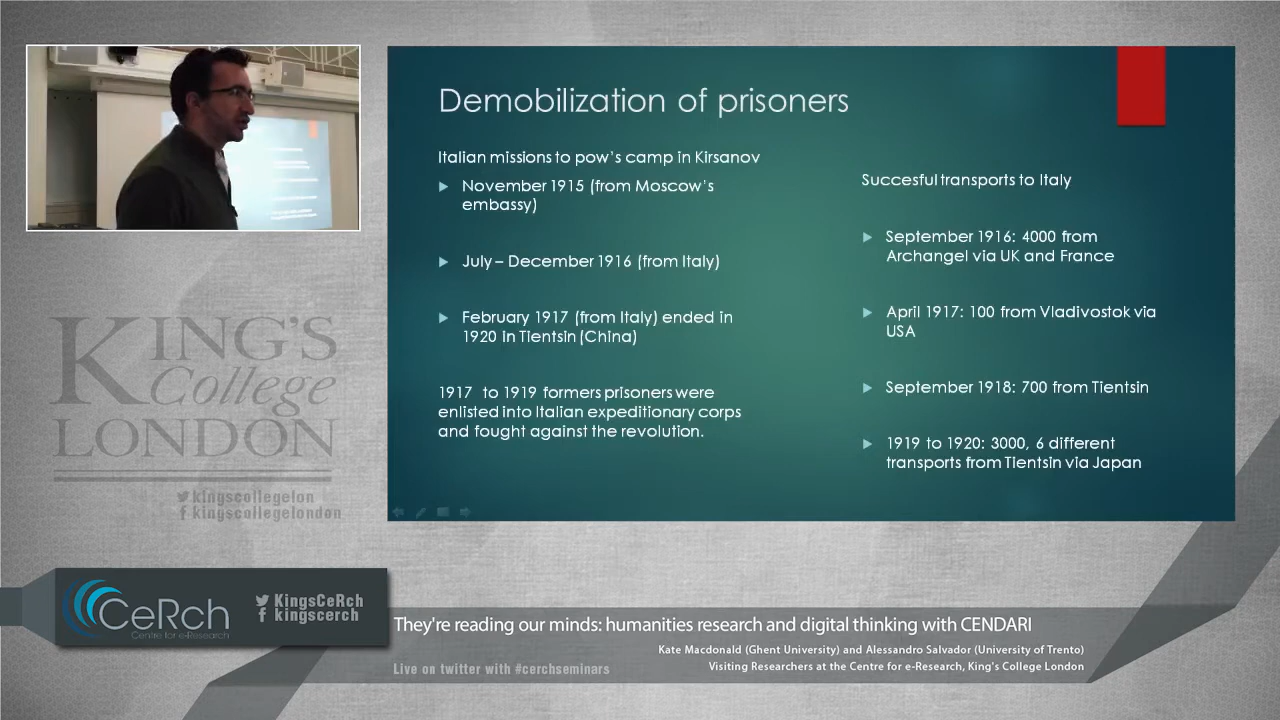 Demobilization of prisoners
Italian missions to pow's camp in Kirsanov
November 1915 (from Moscow's
embassy)
July – December 1916 (from Italy)
February 1917 (from Italy) ended in
1920 in Tientsin (China)
1917 to 1919 formers prisoners were
enlisted into Italian expeditionary corps
and fought against the revolution.
Succesful transports to Italy
September 1916: 4000 from
Archangel via UK and France
April 1917: 100 from Vladivostok via
USA
September 1918: 700 from Tientsin
1919 to 1920: 3000, 6 different
transports from Tientsin via Japan
KING'S
College
LONDON
kingscollegelon
kingscollegelondon
CeRch
Centre for e-Research
KingsCeRch
kingscerch
They're reading our minds: humanities research and digital thinking with CENDARI
Kate Macdonald (Ghent University) and Alessandro Salvador (University of Trento)
Visiting Researchers at the Centre for e-Research, King's College London
Live on twitter with #cerchseminars